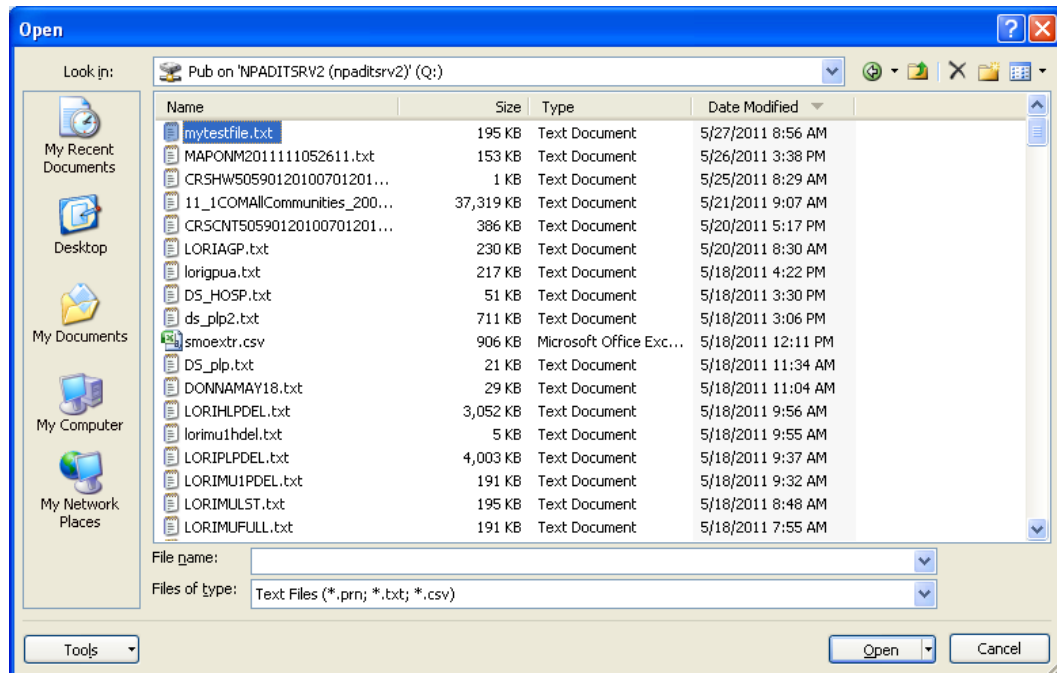 Open
Look in: Pub on 'NPADITSRV2 (npaditsrv2)' (Q:)
My Recent
Documents
Desktop
My Documents
My Computer
My Network
Places
Name Size Type Date Modified
mytestfile.txt 195 KB Text Document 5/27/2011 8:56 AM
MAPONM2011111052611.txt 153 KB Text Document 5/26/2011 3:38 PM
CRSHW50590120100701201... 1 KB Text Document 5/25/2011 8:29 AM
11_1COMAllCommunities_200... 37,319 KB Text Document 5/21/2011 9:07 AM
CRSCNT50590120100701201... 386 KB Text Document 5/20/2011 5:17 PM
LORIAGP.txt 230 KB Text Document 5/20/2011 8:30 AM
lorigpua.txt 217 KB Text Document 5/18/2011 4:22 PM
DS_HOSP.txt 51 KB Text Document 5/18/2011 3:30 PM
ds_plp2.txt 711 KB Text Document 5/18/2011 3:06 PM
smoextr.csv 906 KB Microsoft Office Exc... 5/18/2011 12:11 PM
DS_plp.txt 21 KB Text Document 5/18/2011 11:34 AM
DONNAMAY18.txt 29 KB Text Document 5/18/2011 11:04 AM
LORIHLPDEL.txt 3,052 KB Text Document 5/18/2011 9:56 AM
lorimu1hdel.txt 5 KB Text Document 5/18/2011 9:55 AM
LORIPLPDEL.txt 4,003 KB Text Document 5/18/2011 9:37 AM
LORIMU1PDEL.txt 191 KB Text Document 5/18/2011 9:32 AM
LORIMULST.txt 195 KB Text Document 5/18/2011 8:48 AM
LORIMUFULL.txt 191 KB Text Document 5/18/2011 7:55 AM
File name:
Files of type: Text Files (*.prn; *.txt; *.csv)
Tools Open Cancel